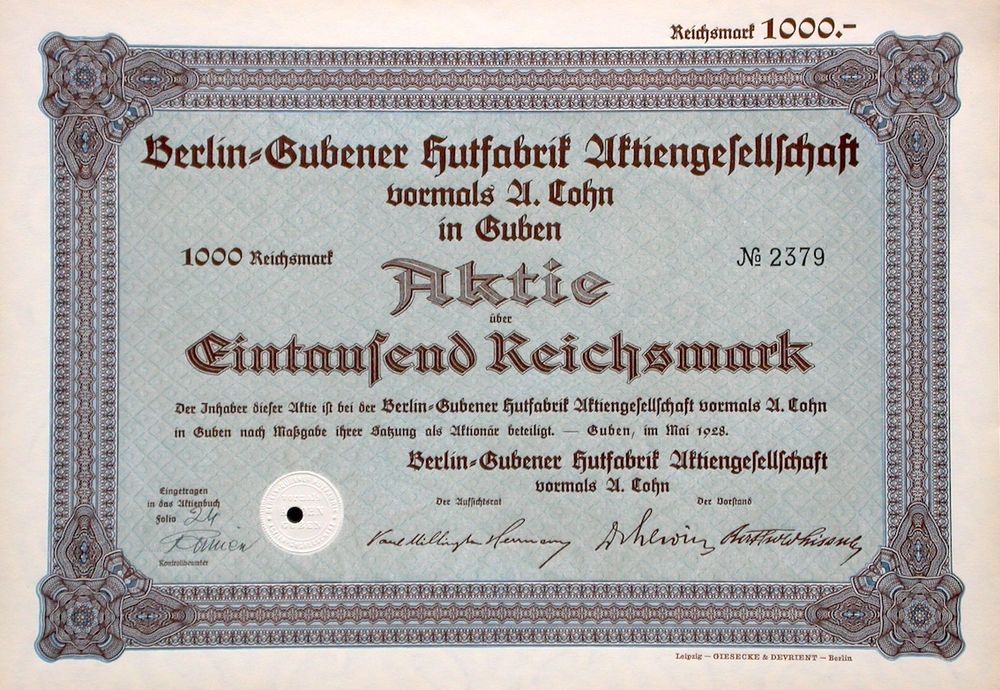 Reichsmark 1000.–
Berlin-Gubener Hutfabrik Aktiengesellschaft
vormals A. Cohn
in Guben
1000 Reichsmark
№ 2379
Aktie
über
Eintausend Reichsmark
Der Inhaber dieser Aktie ist bei der Berlin-Gubener Hutfabrik Aktiengesellschaft vormals A. Cohn
in Guben nach Maßgabe ihrer Satzung als Aktionär beteiligt. — Guben, im Mai 1928.
Berlin-Gubener Hutfabrik Aktiengesellschaft
vormals A. Cohn
Der Aufsichtsrat
Der Vorstand
Eingetragen
in das Aktienbuch
Folio 24
Kontrollbeamter
Leipzig — GIESECKE & DEVRIENT — Berlin